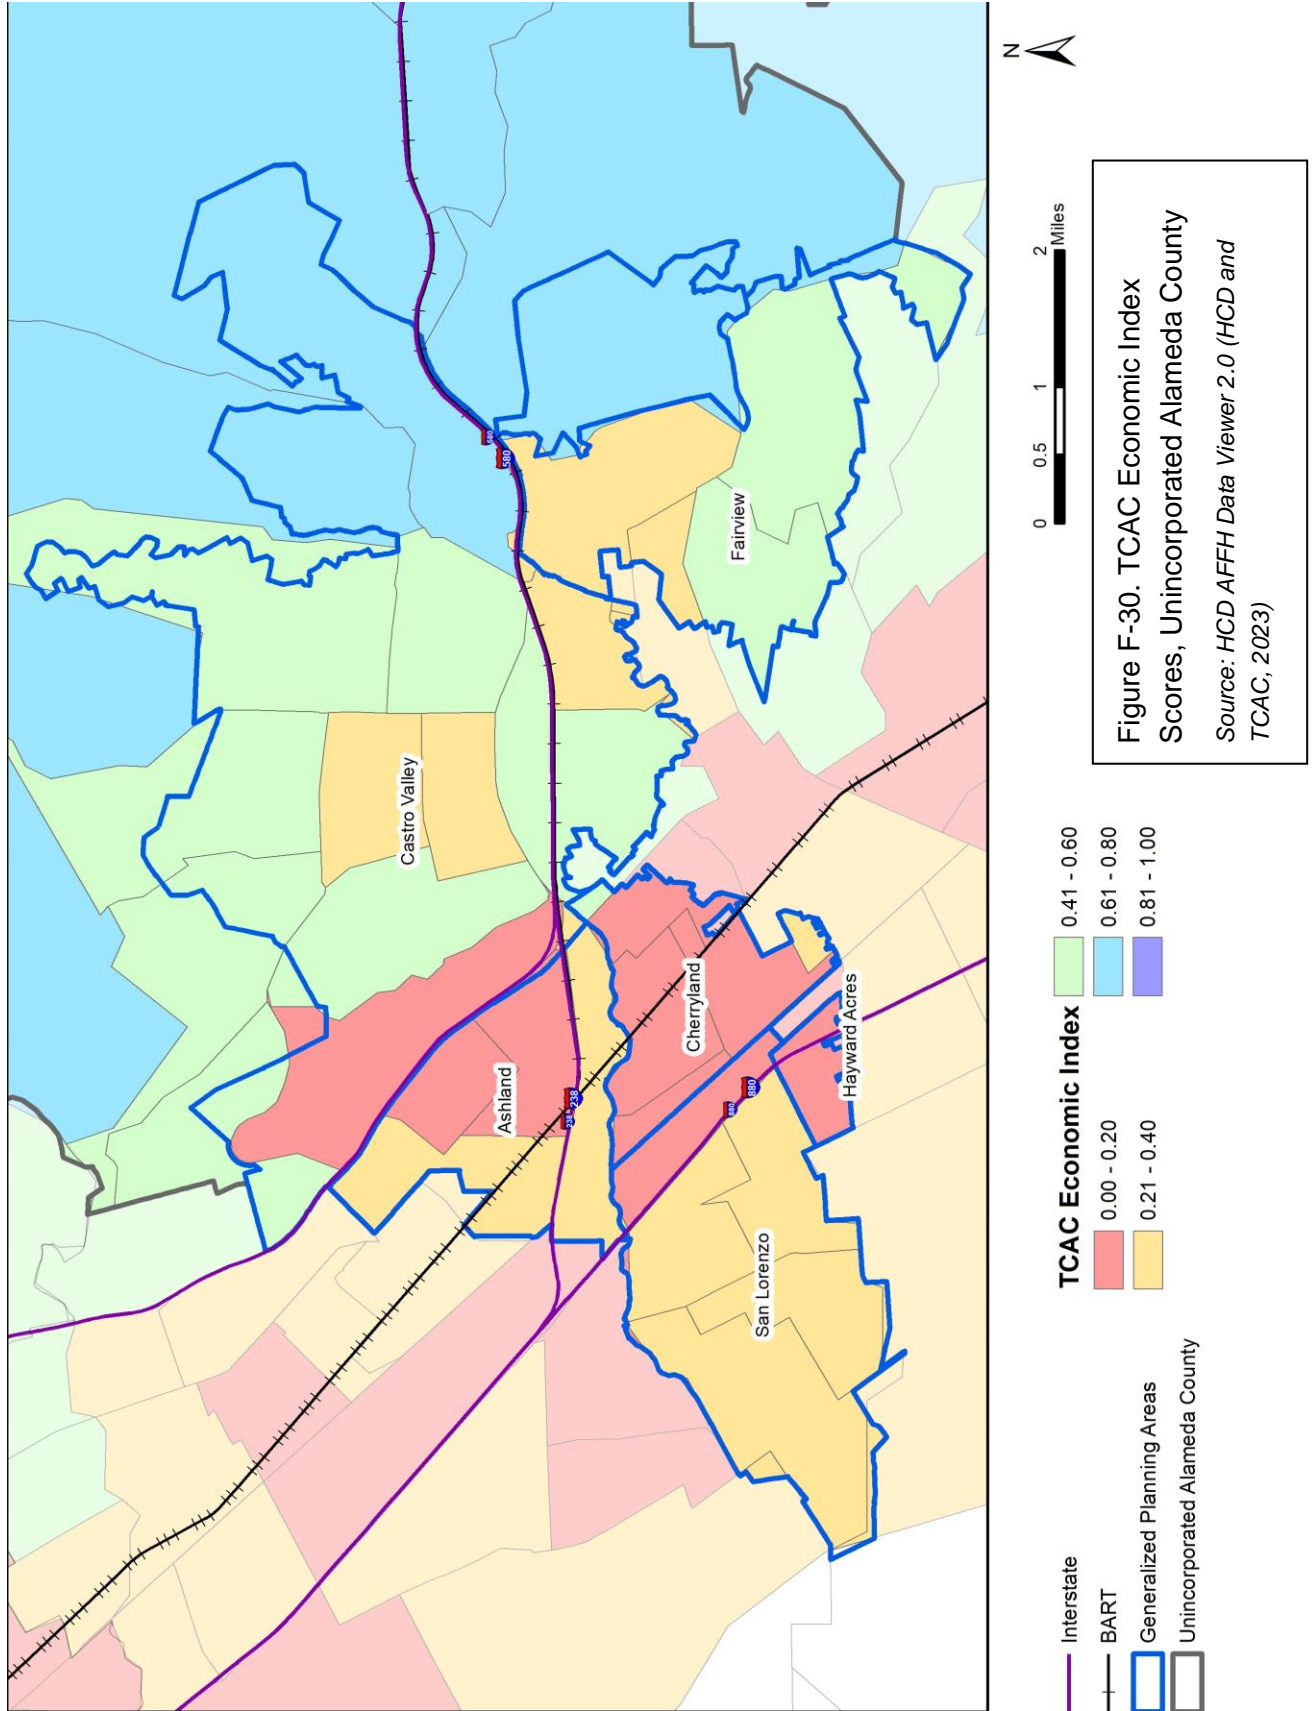 Castro Valley
Ashland
Fairview
Cherryland
San Lorenzo
Hayward Acres
580
238
238
880
880
N
0 0.5 1 2
Miles
Interstate
BART
Generalized Planning Areas
Unincorporated Alameda County
TCAC Economic Index
0.00 - 0.20
0.21 - 0.40
0.41 - 0.60
0.61 - 0.80
0.81 - 1.00
Figure F-30. TCAC Economic Index
Scores, Unincorporated Alameda County
Source: HCD AFFH Data Viewer 2.0 (HCD and
TCAC, 2023)